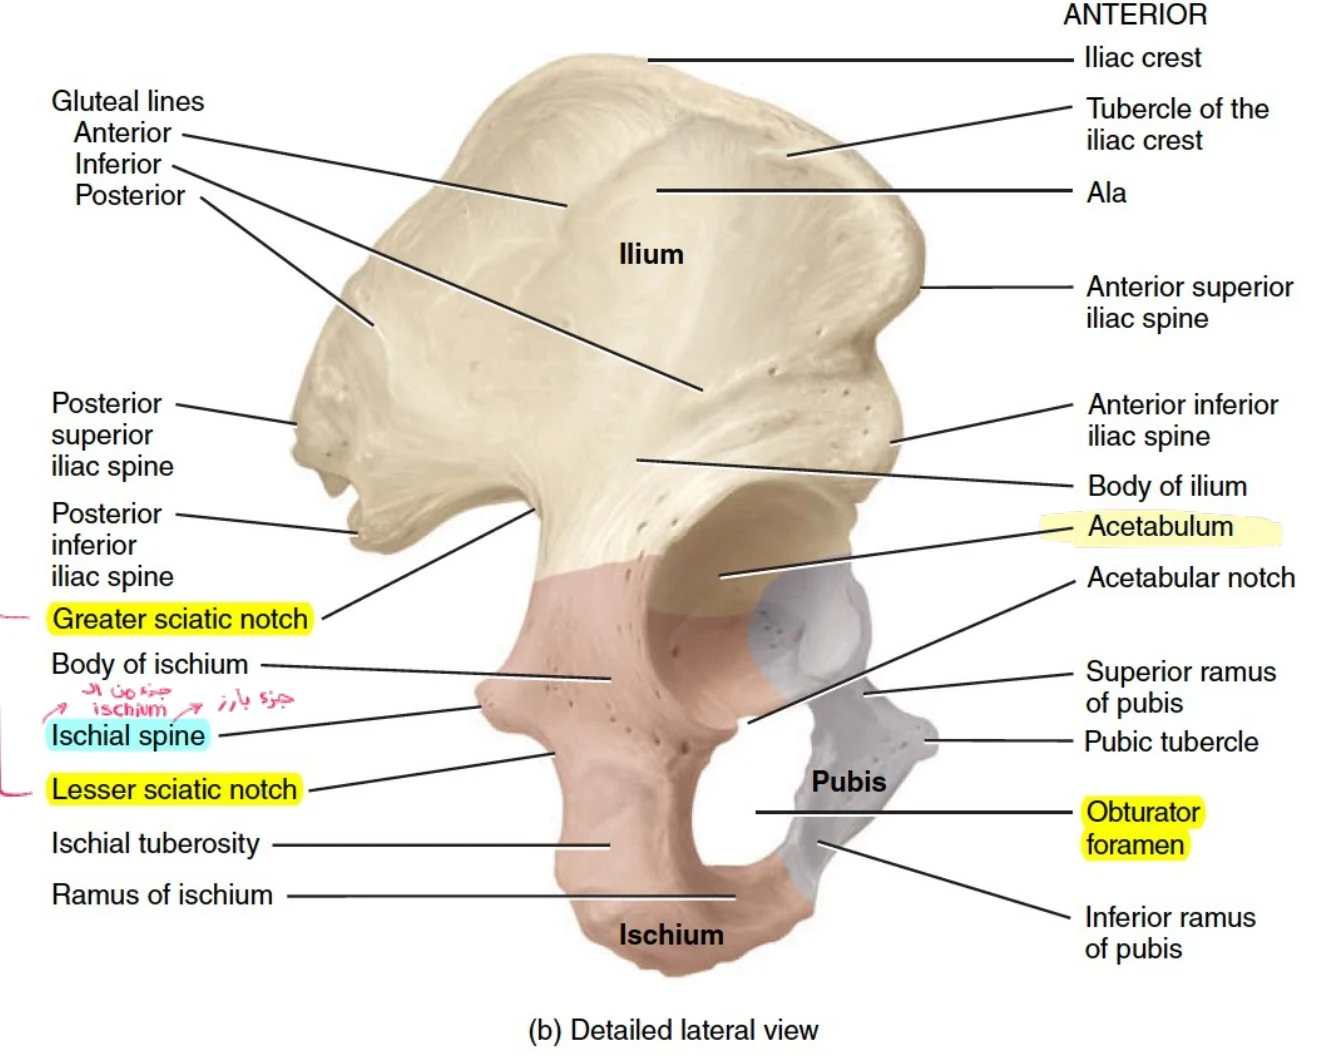 ANTERIOR
Iliac crest
Tubercle of the
iliac crest
Ala
Anterior superior
iliac spine
Anterior inferior
iliac spine
Body of ilium
Acetabulum
Acetabular notch
Superior ramus
of pubis
Pubic tubercle
Obturator
foramen
Inferior ramus
of pubis
Gluteal lines
Anterior
Inferior
Posterior
Posterior
superior
iliac spine
Posterior
inferior
iliac spine
Greater sciatic notch
Body of ischium
جزء من الـ
ischium
جزء بارز
Ischial spine
Lesser sciatic notch
Ischial tuberosity
Ramus of ischium
Ilium
Pubis
Ischium
(b) Detailed lateral view